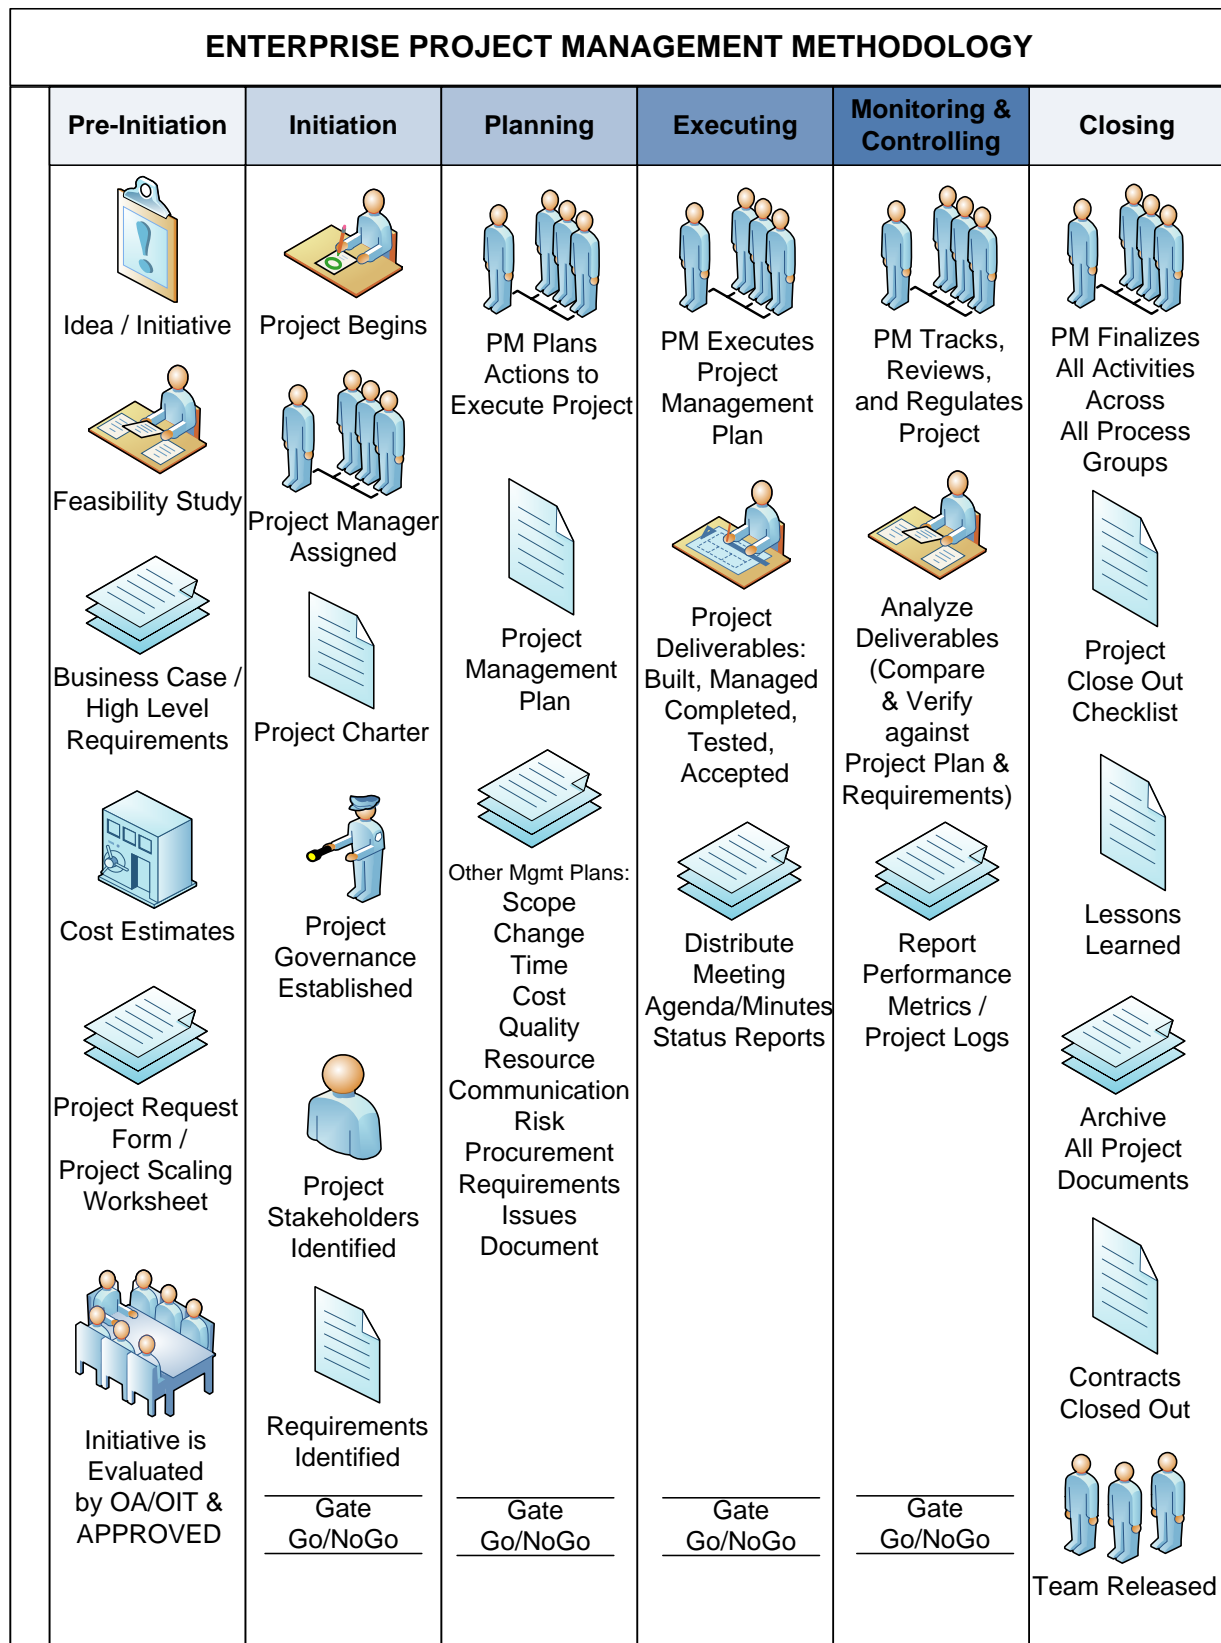 ENTERPRISE PROJECT MANAGEMENT METHODOLOGY
Pre-Initiation
Idea / Initiative
Feasibility Study
Business Case /
High Level
Requirements
Cost Estimates
Project Request
Form /
Project Scaling
Worksheet
Initiative is
Evaluated
by OA/OIT &
APPROVED
Initiation
Project Begins
Project Manager
Assigned
Project Charter
Project
Governance
Established
Project
Stakeholders
Identified
Requirements
Identified
Gate
Go/NoGo
Planning
PM Plans
Actions to
Execute Project
Project
Management
Plan
Other Mgmt Plans:
Scope
Change
Time
Cost
Quality
Resource
Communication
Risk
Procurement
Requirements
Issues
Document
Gate
Go/NoGo
Executing
PM Executes
Project
Management
Plan
Project
Deliverables:
Built, Managed
Completed,
Tested,
Accepted
Distribute
Meeting
Agenda/Minutes
Status Reports
Gate
Go/NoGo
Monitoring &
Controlling
PM Tracks,
Reviews,
and Regulates
Project
Analyze
Deliverables
(Compare
& Verify
against
Project Plan &
Requirements)
Report
Performance
Metrics /
Project Logs
Gate
Go/NoGo
Closing
PM Finalizes
All Activities
Across
All Process
Groups
Project
Close Out
Checklist
Lessons
Learned
Archive
All Project
Documents
Contracts
Closed Out
Team Released